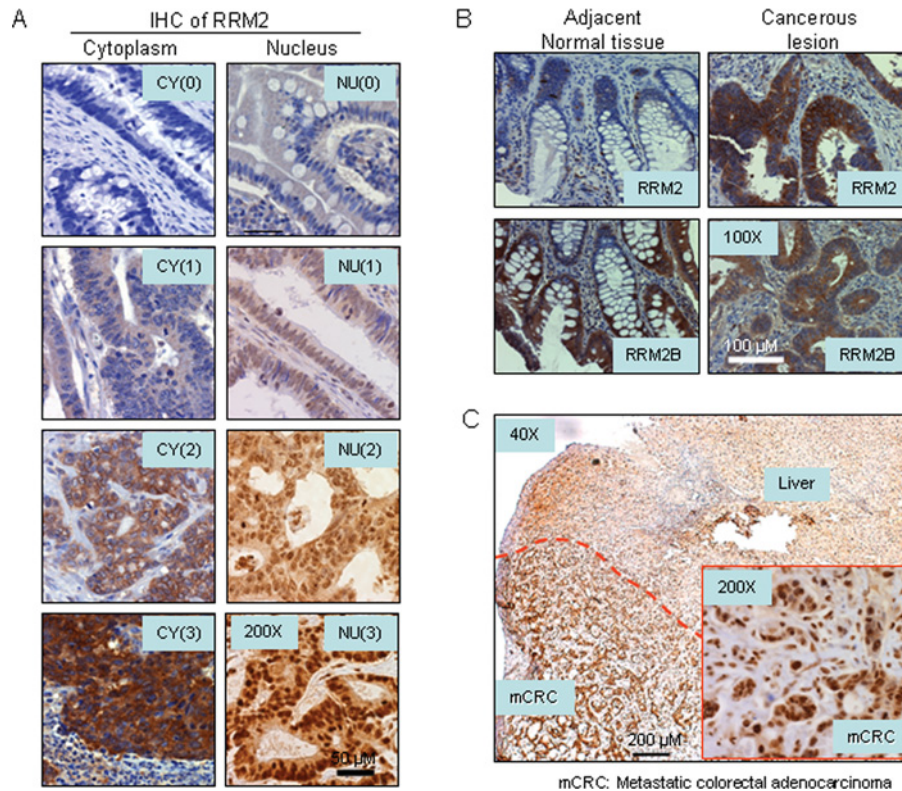 A
IHC of RRM2
Cytoplasm
Nucleus
CY(0)
NU(0)
CY(1)
NU(1)
CY(2)
NU(2)
CY(3)
200X
NU(3)
50 µM
B
Adjacent
Normal tissue
Cancerous
lesion
RRM2
RRM2
RRM2B
100X
100 µM
RRM2B
C
40X
Liver
200X
mCRC
mCRC
200 µM
mCRC: Metastatic colorectal adenocarcinoma